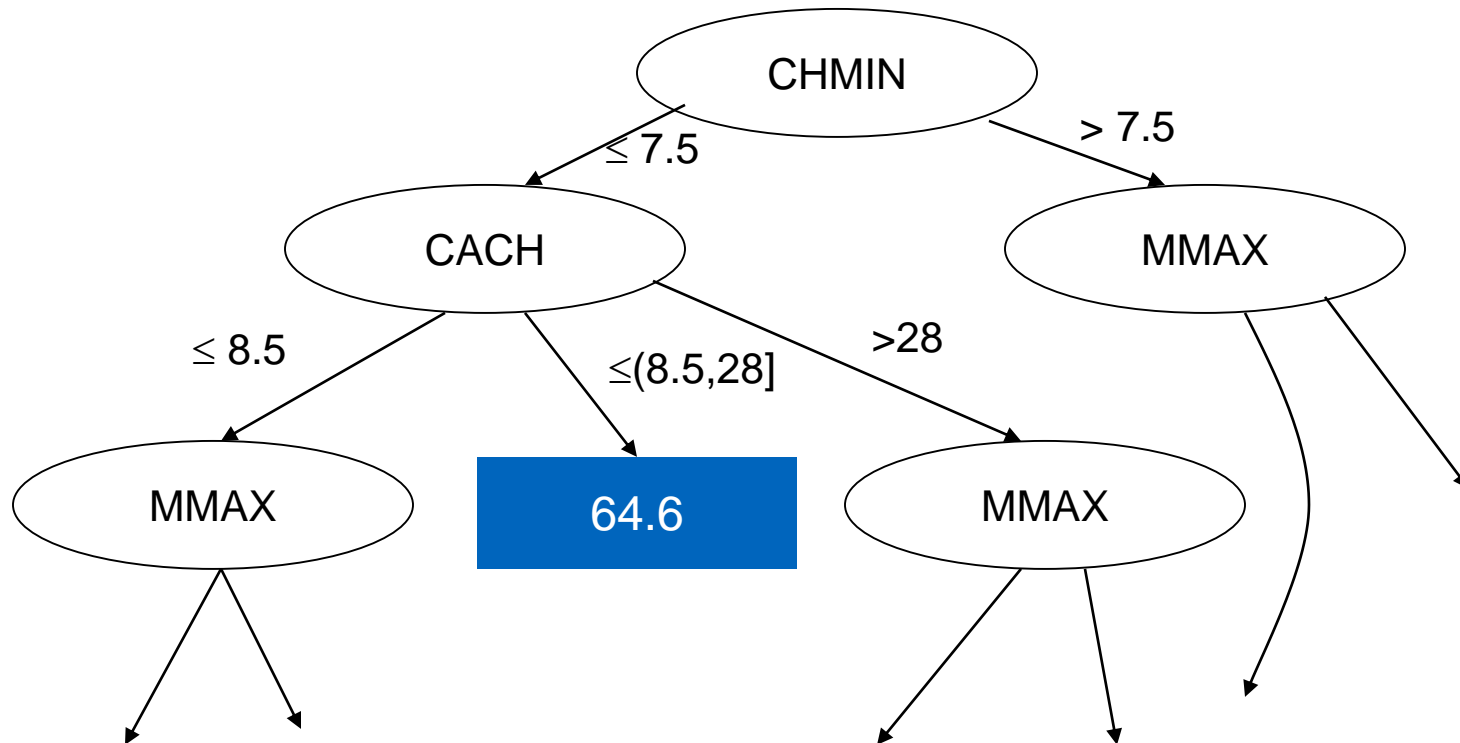 CHMIN
≤ 7.5
> 7.5
CACH
MMAX
≤ 8.5
≤(8.5,28]
>28
MMAX
64.6
MMAX